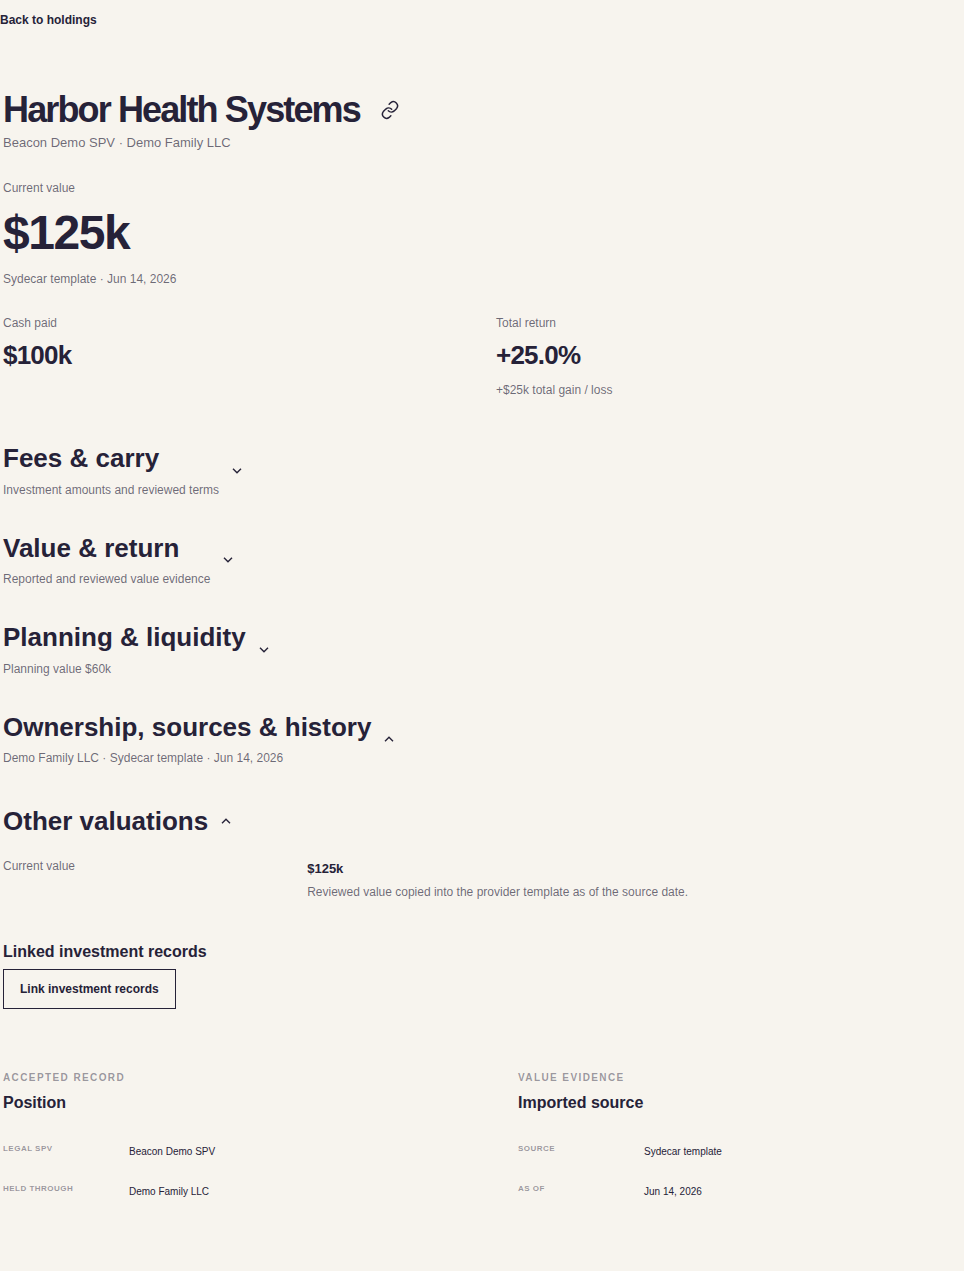 Back to holdings
Harbor Health Systems
Beacon Demo SPV · Demo Family LLC
Current value
$125k
Sydecar template · Jun 14, 2026
Cash paid
$100k
Total return
+25.0%
+$25k total gain / loss
Fees & carry
Investment amounts and reviewed terms
Value & return
Reported and reviewed value evidence
Planning & liquidity
Planning value $60k
Ownership, sources & history
Demo Family LLC · Sydecar template · Jun 14, 2026
Other valuations
Current value
$125k
Reviewed value copied into the provider template as of the source date.
Linked investment records
Link investment records
ACCEPTED RECORD
Position
LEGAL SPV
Beacon Demo SPV
HELD THROUGH
Demo Family LLC
VALUE EVIDENCE
Imported source
SOURCE
Sydecar template
AS OF
Jun 14, 2026